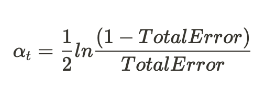 α_t = 1/2 ln (1 − TotalError) / TotalError